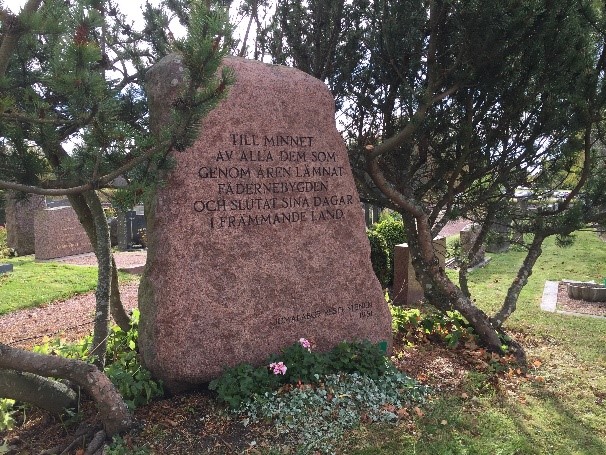 TILL MINNET
AV ALLA DEM SOM
GENOM ÅREN LÄMNAT
FÄDERNEBYGDEN
OCH SLUTAT SINA DAGAR
I FRÄMMANDE LAND.